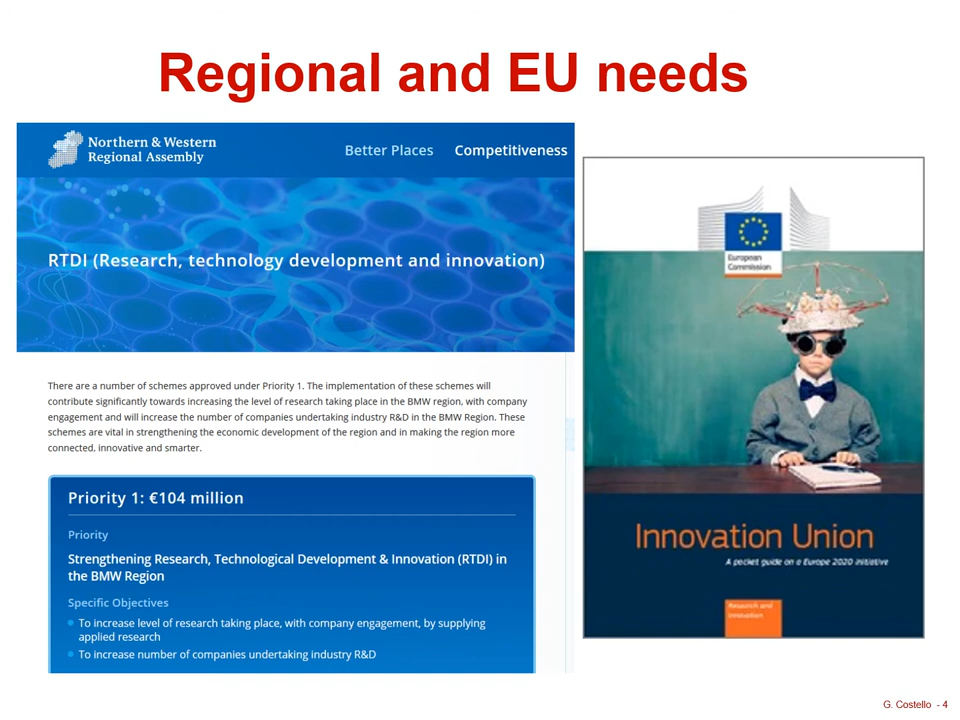 Regional and EU needs
Northern & Western
Regional Assembly
Better Places Competitiveness
RTDI (Research, technology development and innovation)
There are a number of schemes approved under Priority 1. The implementation of these schemes will
contribute significantly towards increasing the level of research taking place in the BMW region, with company
engagement and will increase the number of companies undertaking industry R&D in the BMW Region. These
schemes are vital in strengthening the economic development of the region and in making the region more
connected, innovative and smarter.
Priority 1: €104 million
Priority
Strengthening Research, Technological Development & Innovation (RTDI) in
the BMW Region
Specific Objectives
To increase level of research taking place, with company engagement, by supplying
applied research
To increase number of companies undertaking industry R&D
European
Commission
Innovation Union
A pocket guide on a Europe 2020 initiative
Research and
Innovation
G. Costello - 4